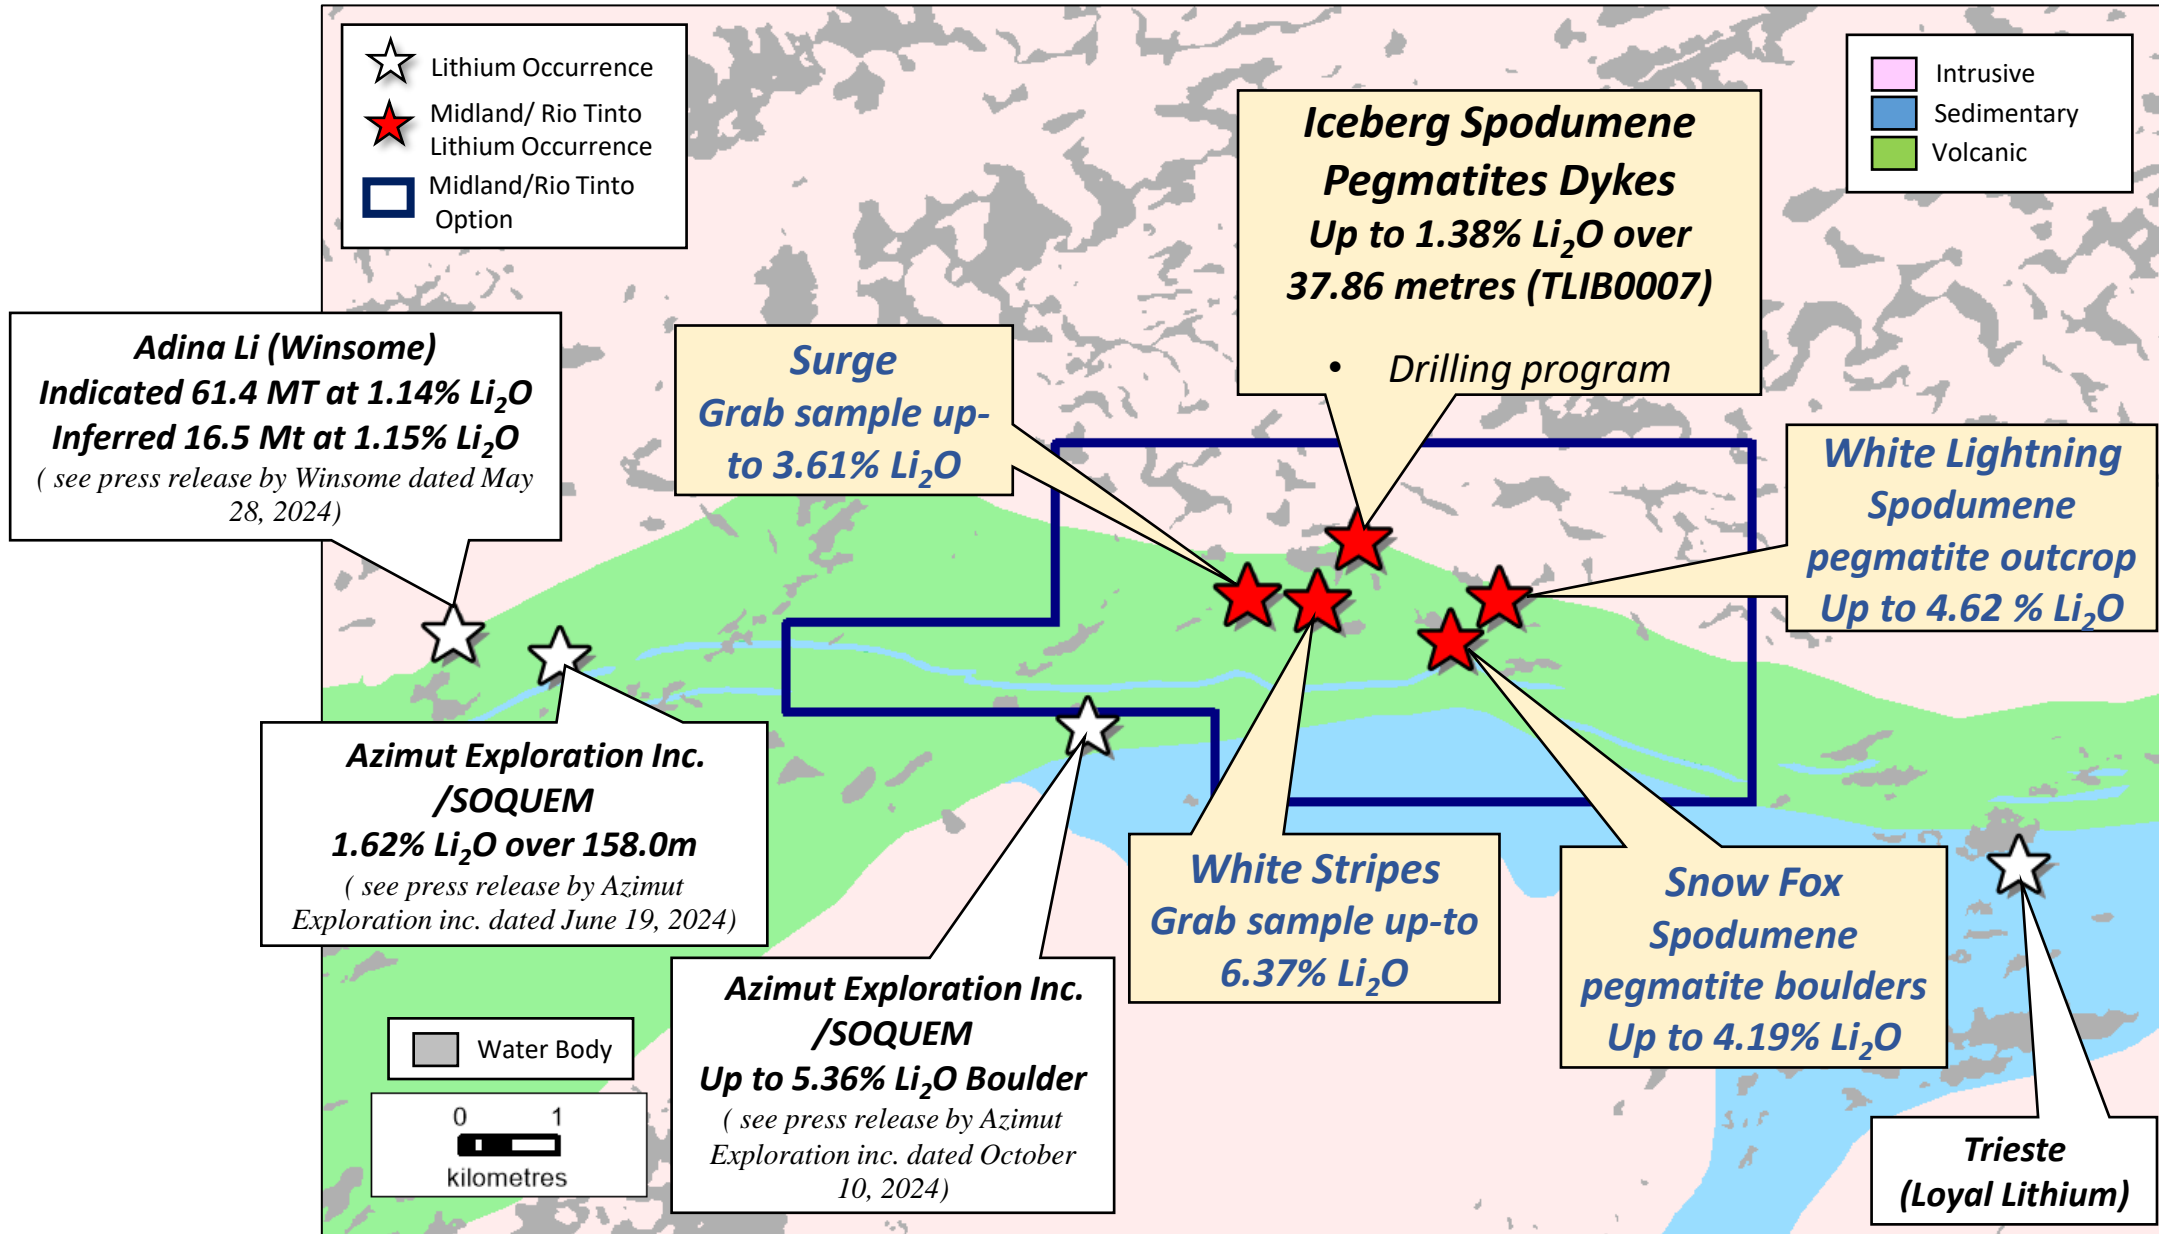 Lithium Occurrence
Midland/ Rio Tinto
Lithium Occurrence
Midland/Rio Tinto
Option
Intrusive
Sedimentary
Volcanic
Iceberg Spodumene
Pegmatites Dykes
Up to 1.38% Li₂O over
37.86 metres (TLIB0007)
• Drilling program
Adina Li (Winsome)
Indicated 61.4 MT at 1.14% Li₂O
Inferred 16.5 Mt at 1.15% Li₂O
( see press release by Winsome dated May
28, 2024)
Surge
Grab sample up-
to 3.61% Li₂O
White Lightning
Spodumene
pegmatite outcrop
Up to 4.62 % Li₂O
Azimut Exploration Inc.
/SOQUEM
1.62% Li₂O over 158.0m
( see press release by Azimut
Exploration inc. dated June 19, 2024)
White Stripes
Grab sample up-to
6.37% Li₂O
Snow Fox
Spodumene
pegmatite boulders
Up to 4.19% Li₂O
Azimut Exploration Inc.
/SOQUEM
Up to 5.36% Li₂O Boulder
( see press release by Azimut
Exploration inc. dated October
10, 2024)
Water Body
0 1
kilometres
Trieste
(Loyal Lithium)